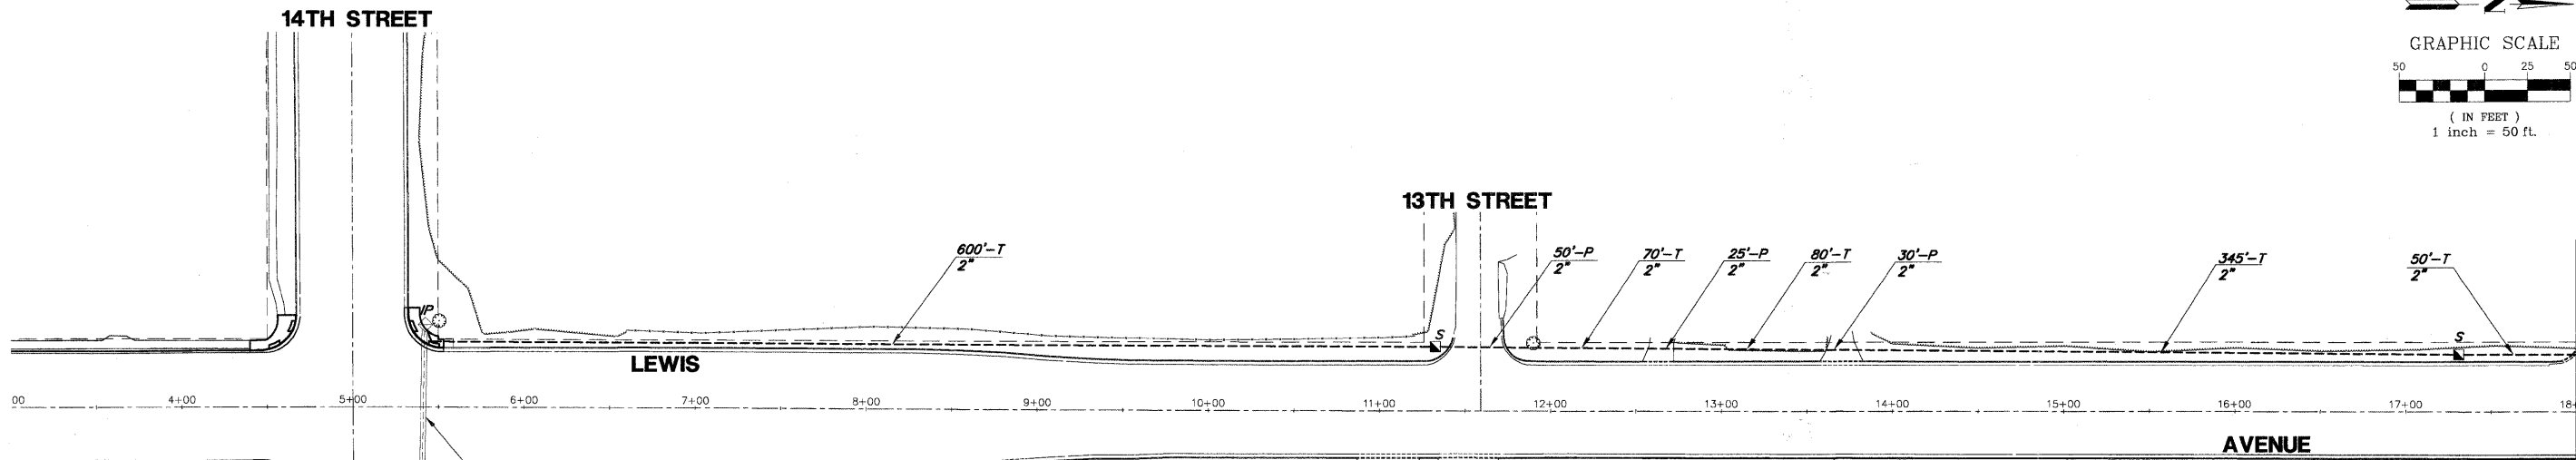 14TH STREET
GRAPHIC SCALE
50 0 25 50
( IN FEET )
1 inch = 50 ft.
13TH STREET
600'-T
2"
50'-P
2"
70'-T
2"
25'-P
2"
80'-T
2"
30'-P
2"
345'-T
2"
50'-T
2"
IP
S
S
LEWIS
00 4+00 5+00 6+00 7+00 8+00 9+00 10+00 11+00 12+00 13+00 14+00 15+00 16+00 17+00 18+
AVENUE